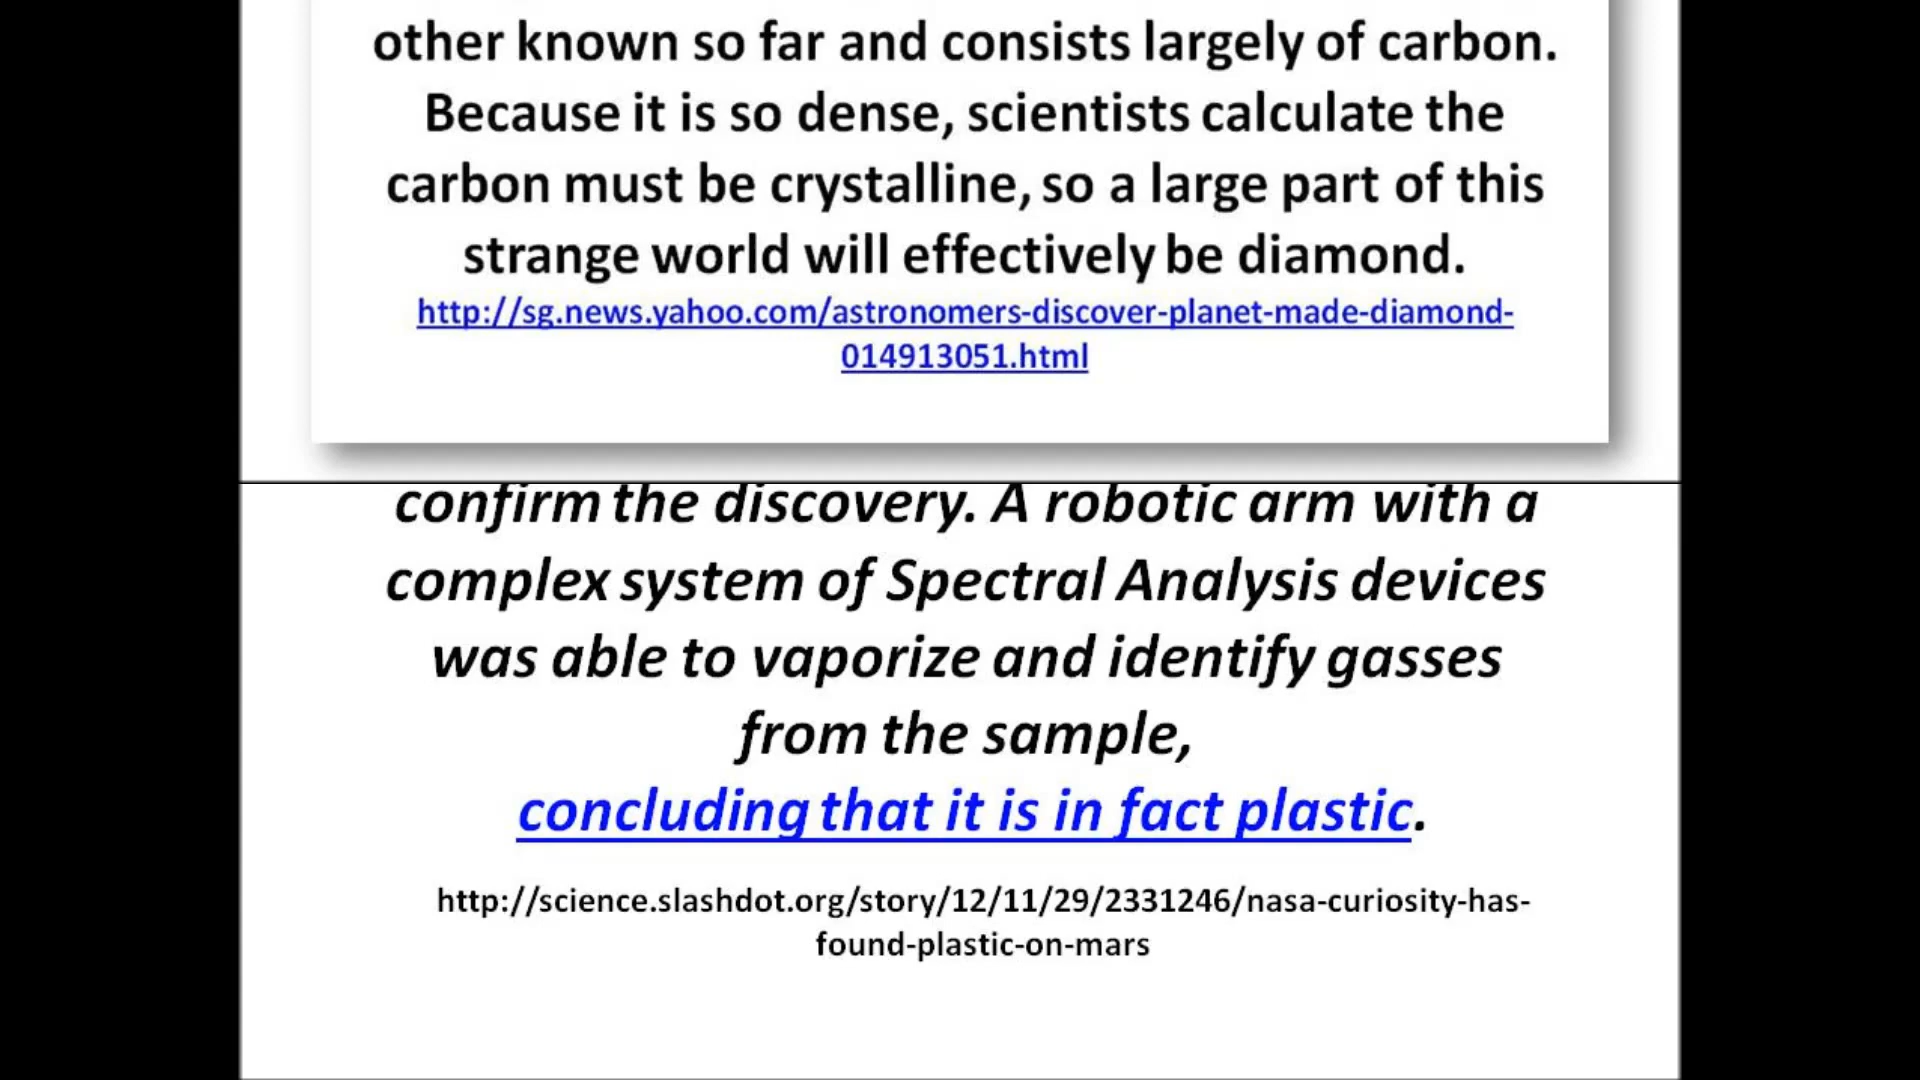 other known so far and consists largely of carbon.
Because it is so dense, scientists calculate the
carbon must be crystalline, so a large part of this
strange world will effectively be diamond.
http://sg.news.yahoo.com/astronomers-discover-planet-made-diamond-
014913051.html
confirm the discovery. A robotic arm with a
complex system of Spectral Analysis devices
was able to vaporize and identify gasses
from the sample,
concluding that it is in fact plastic.
http://science.slashdot.org/story/12/11/29/2331246/nasa-curiosity-has-
found-plastic-on-mars